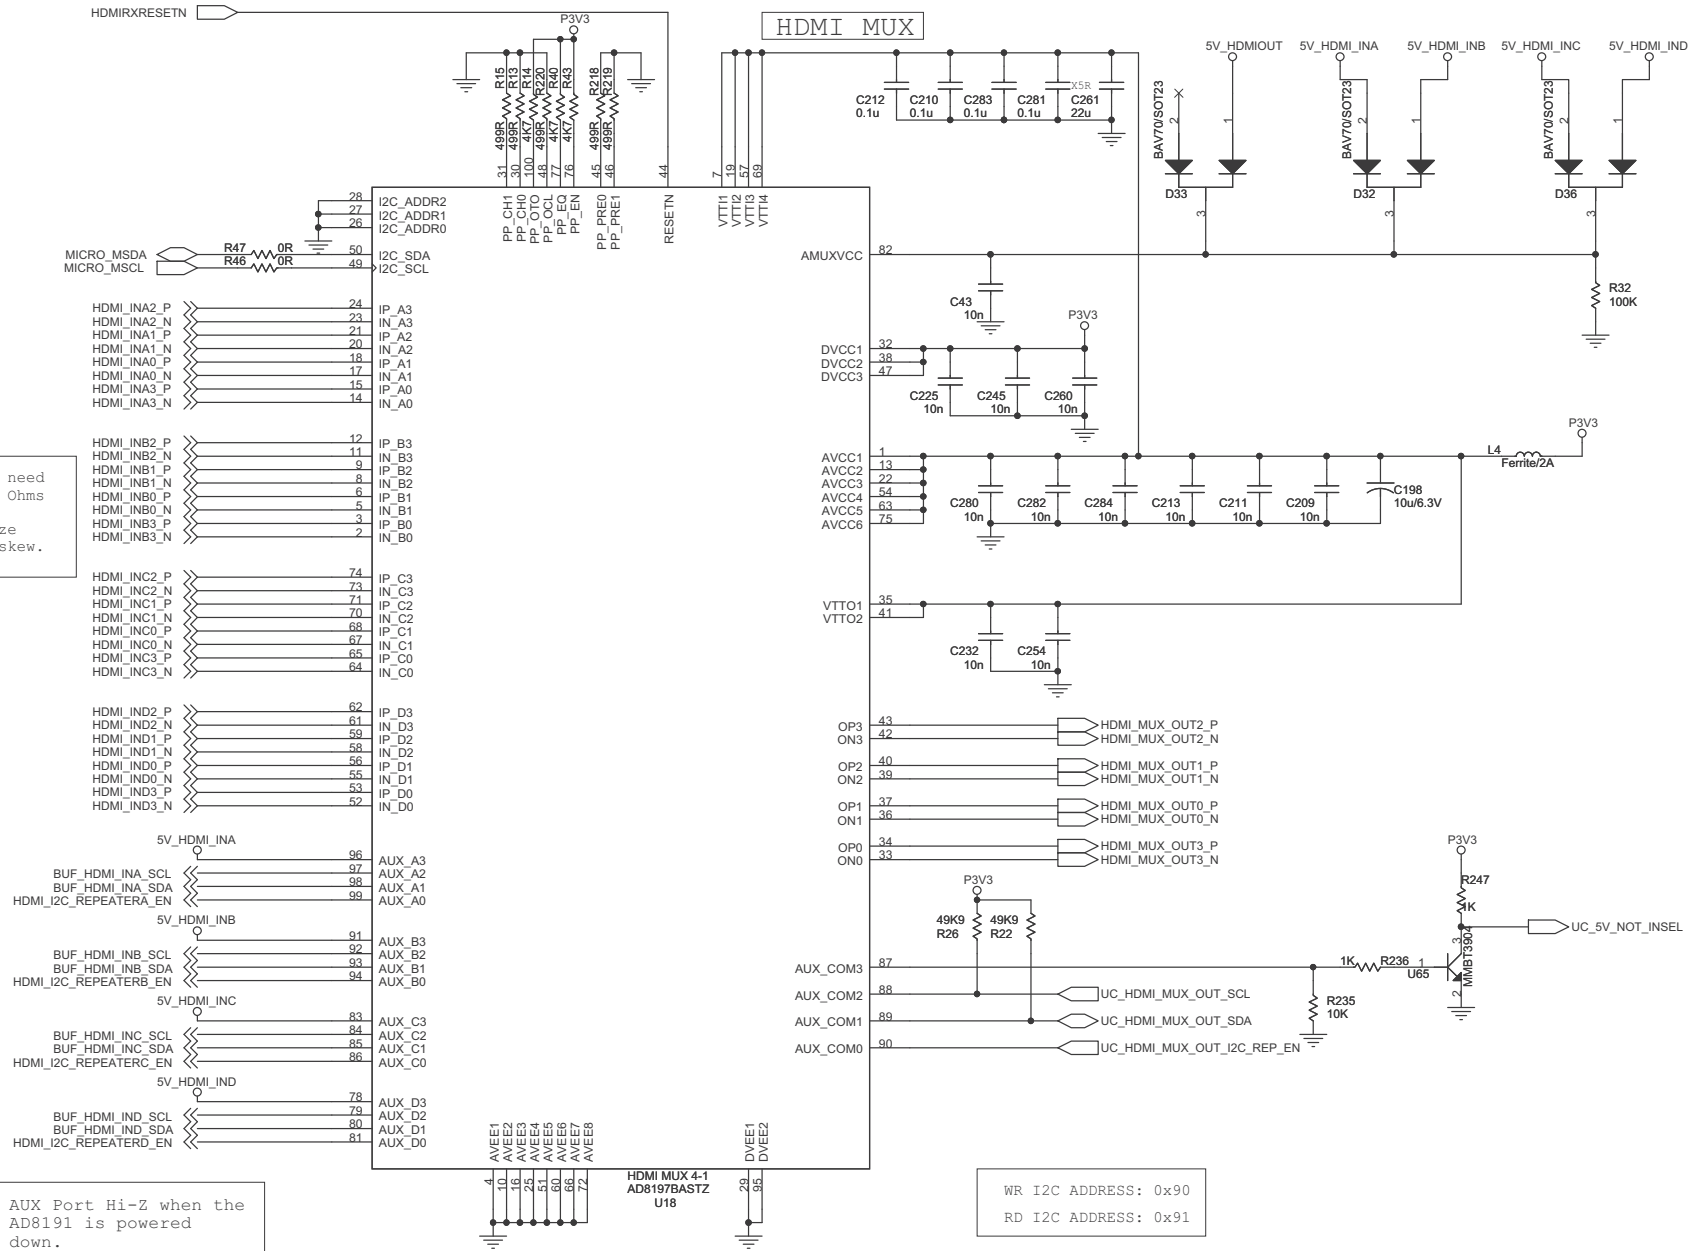 HDMIRXRESETN
HDMI MUX
P3V3
R15
R13
R14
R220
R40
R43
R218
R219
499R
499R
4K7
499R
4K7
4K7
499R
499R
31
30
100
48
77
76
45
46
44
7
19
57
69
PP_CH1
PP_CH0
PP_OTO
PP_OCL
PP_EQ
PP_EN
PP_PRE0
PP_PRE1
RESETN
VTTI1
VTTI2
VTTI3
VTTI4
C212
0.1u
C210
0.1u
C283
0.1u
C281
0.1u
X5R
C261
22u
5V_HDMIOUT
5V_HDMI_INA
5V_HDMI_INB
5V_HDMI_INC
5V_HDMI_IND
BAV70/SOT23
2
1
D33
3
BAV70/SOT23
2
1
D32
3
BAV70/SOT23
2
1
D36
3
28 I2C_ADDR2
27 I2C_ADDR1
26 I2C_ADDR0
MICRO_MSDA R47 0R 50 I2C_SDA
MICRO_MSCL R46 0R 49 I2C_SCL
HDMI_INA2_P 24 IP_A3
HDMI_INA2_N 23 IN_A3
HDMI_INA1_P 21 IP_A2
HDMI_INA1_N 20 IN_A2
HDMI_INA0_P 18 IP_A1
HDMI_INA0_N 17 IN_A1
HDMI_INA3_P 15 IP_A0
HDMI_INA3_N 14 IN_A0
HDMI_INB2_P 12 IP_B3
HDMI_INB2_N 11 IN_B3
HDMI_INB1_P 9 IP_B2
HDMI_INB1_N 8 IN_B2
HDMI_INB0_P 6 IP_B1
HDMI_INB0_N 5 IN_B1
HDMI_INB3_P 3 IP_B0
HDMI_INB3_N 2 IN_B0
need
Ohms
ze
skew.
HDMI_INC2_P 74 IP_C3
HDMI_INC2_N 73 IN_C3
HDMI_INC1_P 71 IP_C2
HDMI_INC1_N 70 IN_C2
HDMI_INC0_P 68 IP_C1
HDMI_INC0_N 67 IN_C1
HDMI_INC3_P 65 IP_C0
HDMI_INC3_N 64 IN_C0
HDMI_IND2_P 62 IP_D3
HDMI_IND2_N 61 IN_D3
HDMI_IND1_P 59 IP_D2
HDMI_IND1_N 58 IN_D2
HDMI_IND0_P 56 IP_D1
HDMI_IND0_N 55 IN_D1
HDMI_IND3_P 53 IP_D0
HDMI_IND3_N 52 IN_D0
5V_HDMI_INA
96 AUX_A3
BUF_HDMI_INA_SCL 97 AUX_A2
BUF_HDMI_INA_SDA 98 AUX_A1
HDMI_I2C_REPEATERA_EN 99 AUX_A0
5V_HDMI_INB
91 AUX_B3
BUF_HDMI_INB_SCL 92 AUX_B2
BUF_HDMI_INB_SDA 93 AUX_B1
HDMI_I2C_REPEATERB_EN 94 AUX_B0
5V_HDMI_INC
83 AUX_C3
BUF_HDMI_INC_SCL 84 AUX_C2
BUF_HDMI_INC_SDA 85 AUX_C1
HDMI_I2C_REPEATERC_EN 86 AUX_C0
5V_HDMI_IND
78 AUX_D3
BUF_HDMI_IND_SCL 79 AUX_D2
BUF_HDMI_IND_SDA 80 AUX_D1
HDMI_I2C_REPEATERD_EN 81 AUX_D0
AMUXVCC 82
C43
10n
R32
100K
P3V3
DVCC1 32
DVCC2 38
DVCC3 47
C225
10n
C245
10n
C260
10n
P3V3
L4
Ferrite/2A
AVCC1 1
AVCC2 13
AVCC3 22
AVCC4 54
AVCC5 63
AVCC6 75
C280
10n
C282
10n
C284
10n
C213
10n
C211
10n
C209
10n
C198
10u/6.3V
VTTO1 35
VTTO2 41
C232
10n
C254
10n
OP3 43 HDMI_MUX_OUT2_P
ON3 42 HDMI_MUX_OUT2_N
OP2 40 HDMI_MUX_OUT1_P
ON2 39 HDMI_MUX_OUT1_N
OP1 37 HDMI_MUX_OUT0_P
ON1 36 HDMI_MUX_OUT0_N
OP0 34 HDMI_MUX_OUT3_P
ON0 33 HDMI_MUX_OUT3_N
P3V3
49K9
R26
49K9
R22
P3V3
R247
1K
UC_5V_NOT_INSEL
3
MMBT3904
AUX_COM3 87
1K R236 1
U65
2
AUX_COM2 88 UC_HDMI_MUX_OUT_SCL
R235
10K
AUX_COM1 89 UC_HDMI_MUX_OUT_SDA
AUX_COM0 90 UC_HDMI_MUX_OUT_I2C_REP_EN
AVEE1
AVEE2
AVEE3
AVEE4
AVEE5
AVEE6
AVEE7
AVEE8
DVEE1
DVEE2
4
10
16
25
51
60
66
72
29
95
HDMI MUX 4-1
AD8197BASTZ
U18
AUX Port Hi-Z when the
AD8191 is powered
down.
WR I2C ADDRESS: 0x90
RD I2C ADDRESS: 0x91